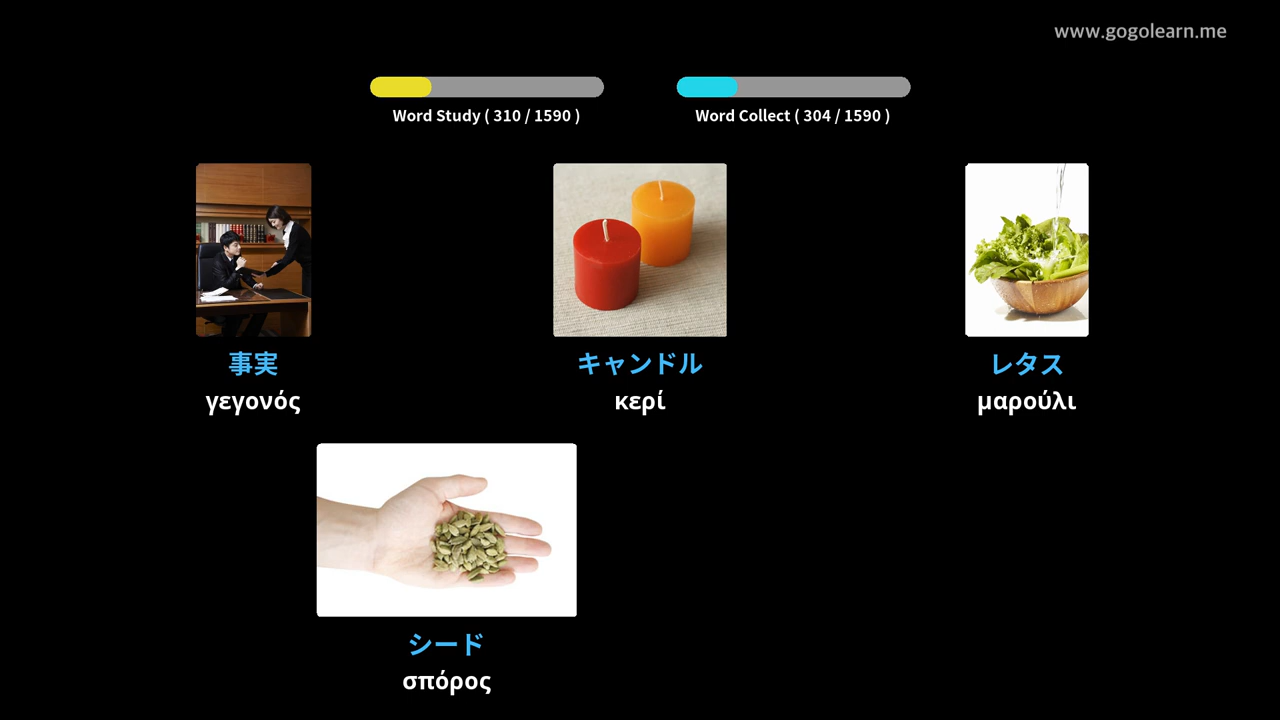 www.gogolearn.me
Word Study ( 310 / 1590 )
Word Collect ( 304 / 1590 )
事実
γεγονός
キャンドル
κερί
レタス
μαρούλι
シード
σπόρος